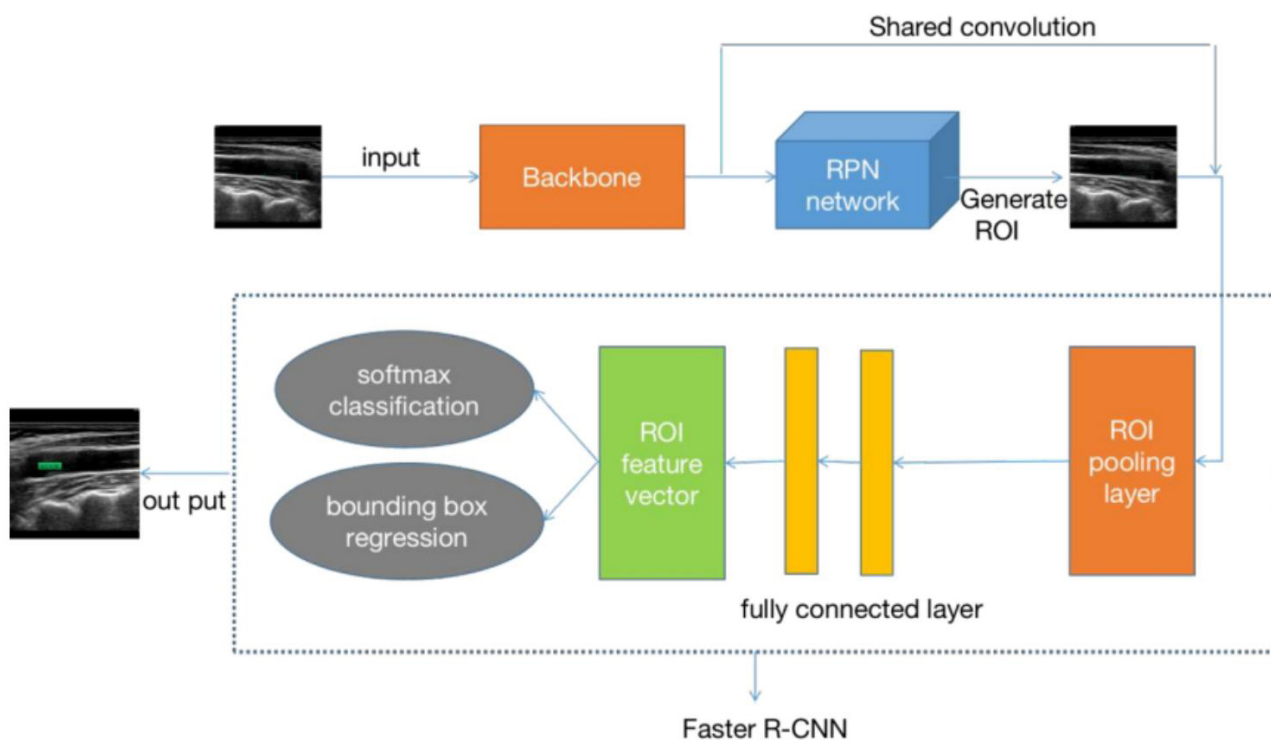 Shared convolution
input
Backbone
RPN
network
Generate
ROI
softmax
classification
bounding box
regression
ROI
feature
vector
ROI
pooling
layer
out put
fully connected layer
Faster R-CNN